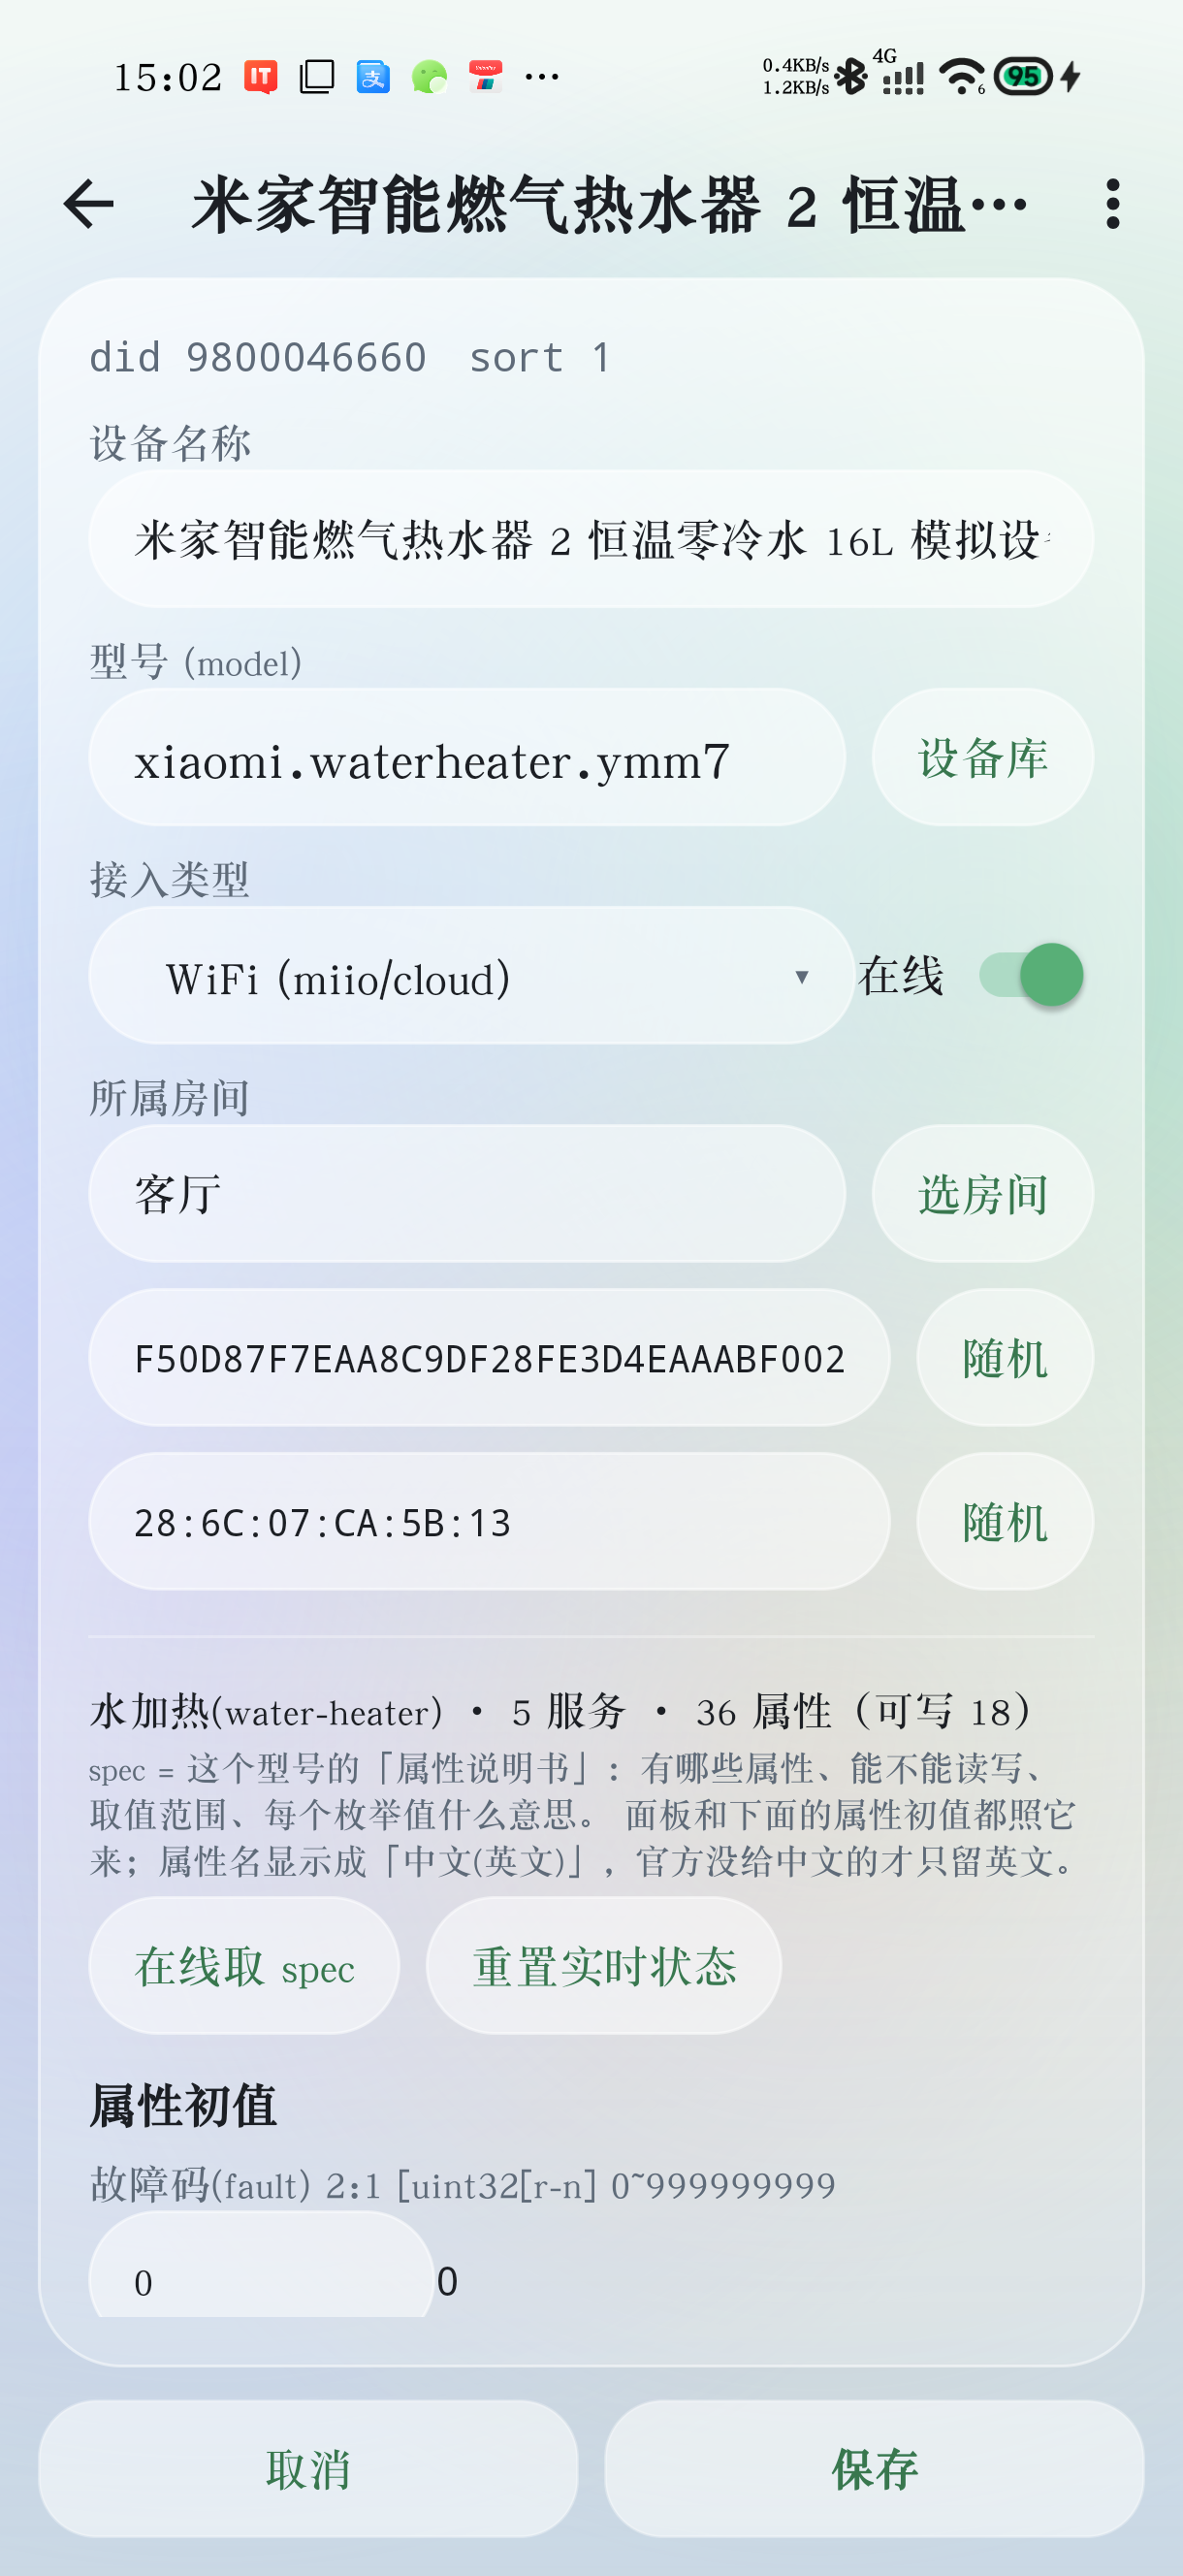 15:02
0.4KB/s
1.2KB/s
4G
6
95
米家智能燃气热水器 2 恒温…
did 9800046660 sort 1
设备名称
米家智能燃气热水器 2 恒温零冷水 16L 模拟设
型号 (model)
xiaomi.waterheater.ymm7
设备库
接入类型
WiFi (miio/cloud)
在线
所属房间
客厅
选房间
F50D87F7EAA8C9DF28FE3D4EAAABF002
随机
28:6C:07:CA:5B:13
随机
水加热(water-heater) · 5 服务 · 36 属性（可写 18）
spec = 这个型号的「属性说明书」：有哪些属性、能不能读写、
取值范围、每个枚举值什么意思。 面板和下面的属性初值都照它
来；属性名显示成「中文(英文)」，官方没给中文的才只留英文。
在线取 spec
重置实时状态
属性初值
故障码(fault) 2:1 [uint32[r-n] 0~999999999
0
0
取消
保存